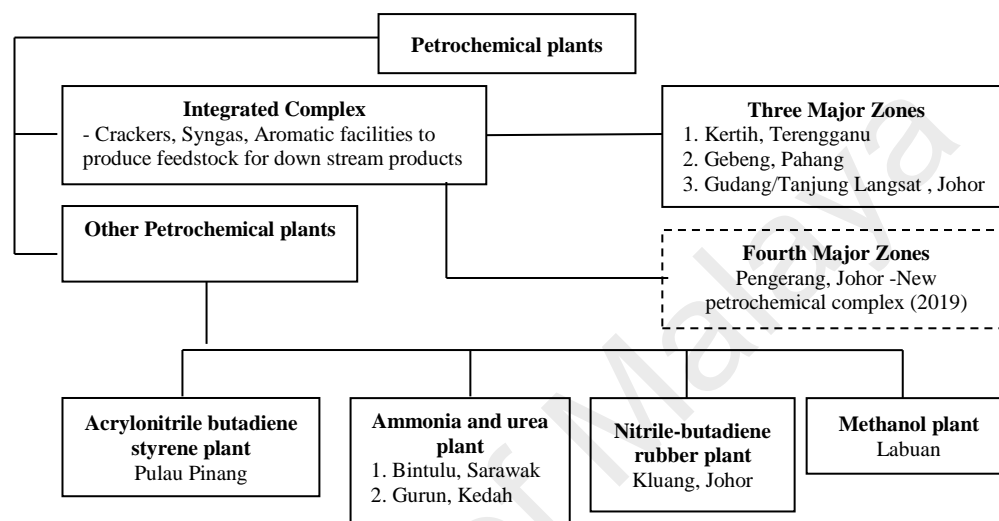 Petrochemical plants
Integrated Complex
- Crackers, Syngas, Aromatic facilities to
produce feedstock for down stream products
Three Major Zones
1. Kertih, Terengganu
2. Gebeng, Pahang
3. Gudang/Tanjung Langsat , Johor
Other Petrochemical plants
Fourth Major Zones
Pengerang, Johor -New
petrochemical complex (2019)
Acrylonitrile butadiene
styrene plant
Pulau Pinang
Ammonia and urea
plant
1. Bintulu, Sarawak
2. Gurun, Kedah
Nitrile-butadiene
rubber plant
Kluang, Johor
Methanol plant
Labuan
of Malaya